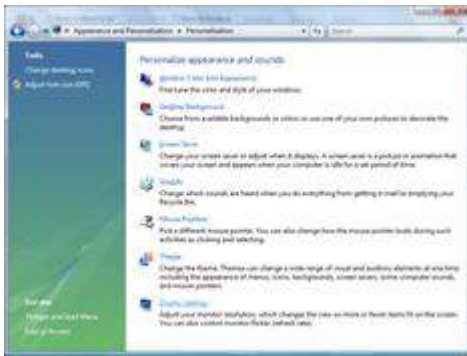 Appearance and Personalization ▸ Personalization
Tasks
Change desktop icons
Adjust font size (DPI)
Personalize appearance and sounds
Window Color and Appearance
Fine tune the color and style of your windows.
Desktop Background
Choose from available backgrounds or colors or use one of your own pictures to decorate the
desktop.
Screen Saver
Change your screen saver or adjust when it displays. A screen saver is a picture or animation that
covers your screen and appears when your computer is idle for a set period of time.
Sounds
Change which sounds are heard when you do everything from getting e-mail to emptying your
Recycle Bin.
Mouse Pointers
Pick a different mouse pointer. You can also change how the mouse pointer looks during such
activities as clicking and selecting.
Theme
Change the theme. Themes can change a wide range of visual and auditory elements at one time
including the appearance of menus, icons, backgrounds, screen savers, some computer sounds,
and mouse pointers.
Display Settings
Adjust your monitor resolution, which changes the view so more or fewer items fit on the screen.
You can also control monitor flicker (refresh rate).
See also
Taskbar and Start Menu
Ease of Access